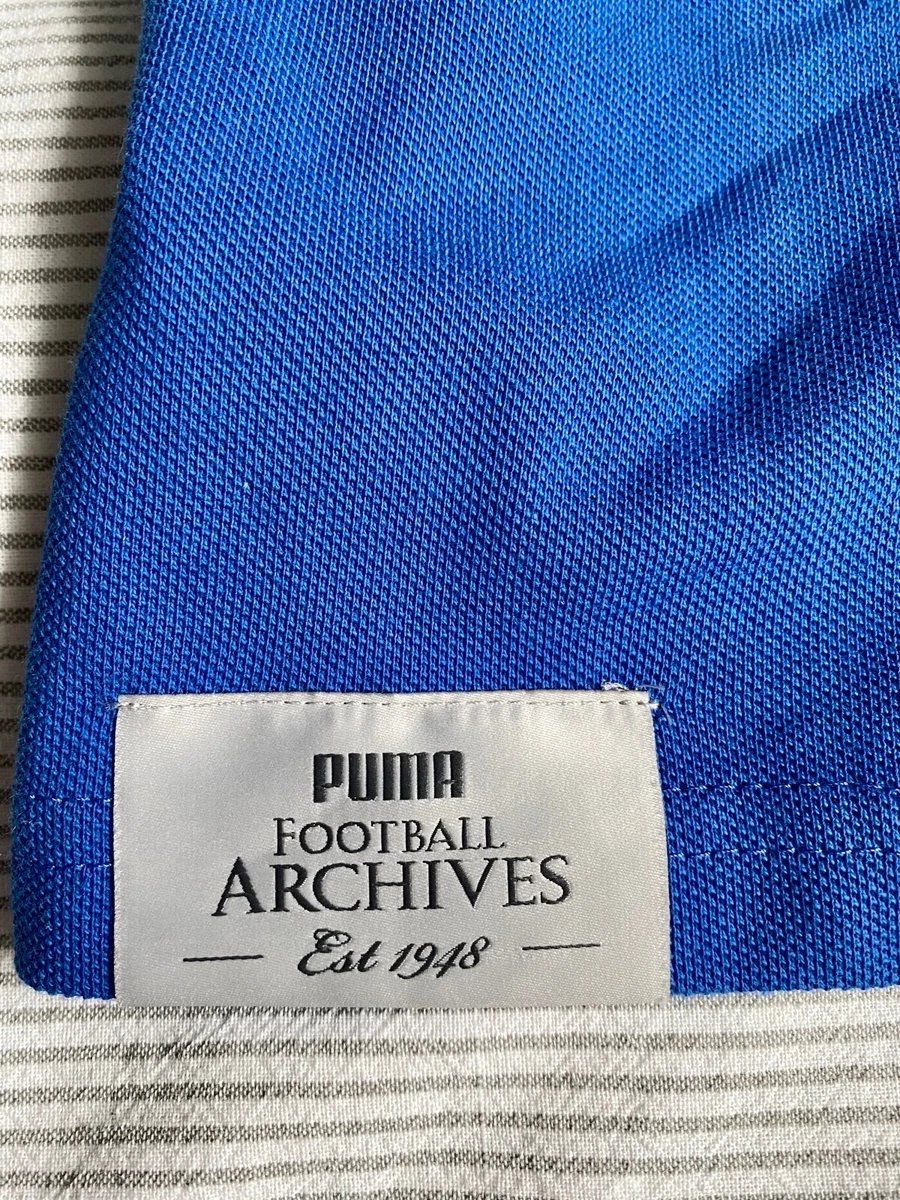 PUMA
FOOTBALL
ARCHIVES
Est 1948